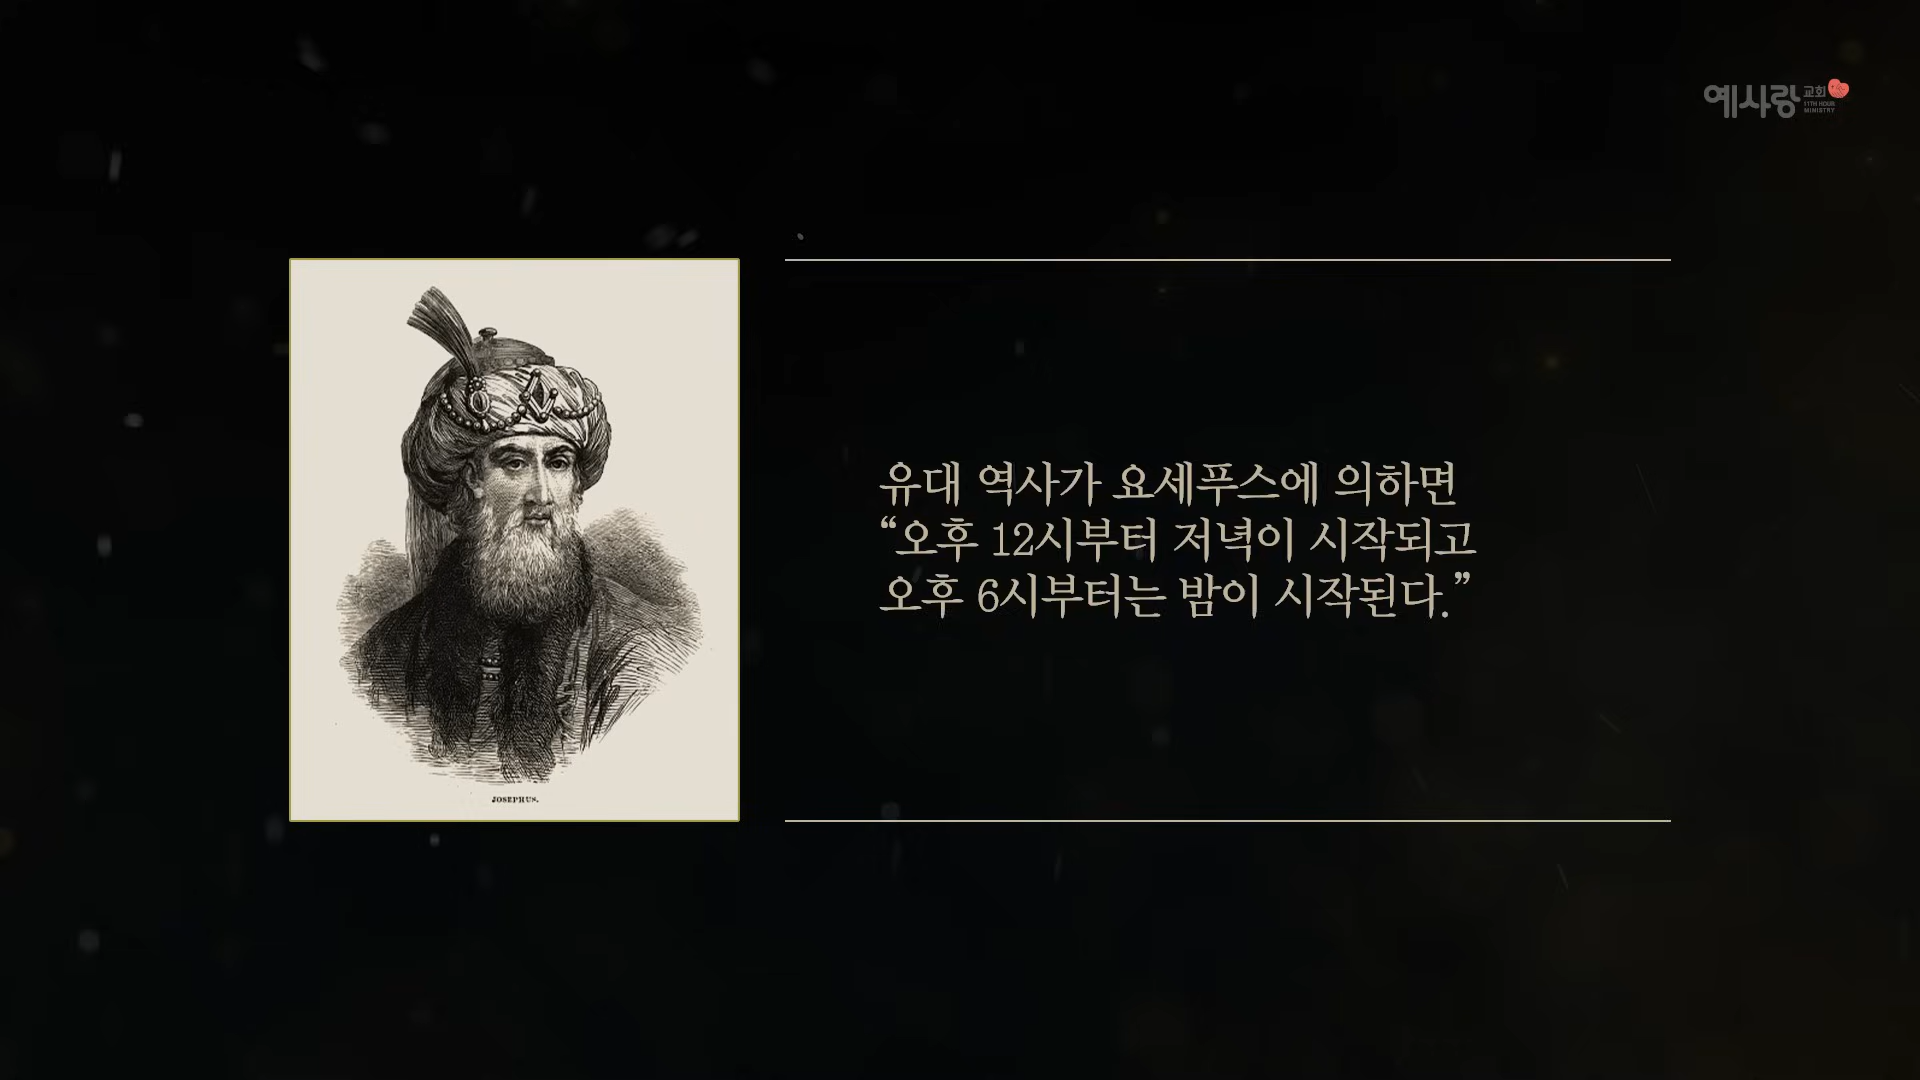 예사랑 교회
11TH HOUR
MINISTRY
유대 역사가 요세푸스에 의하면
“오후 12시부터 저녁이 시작되고
오후 6시부터는 밤이 시작된다.”
JOSEPHUS.